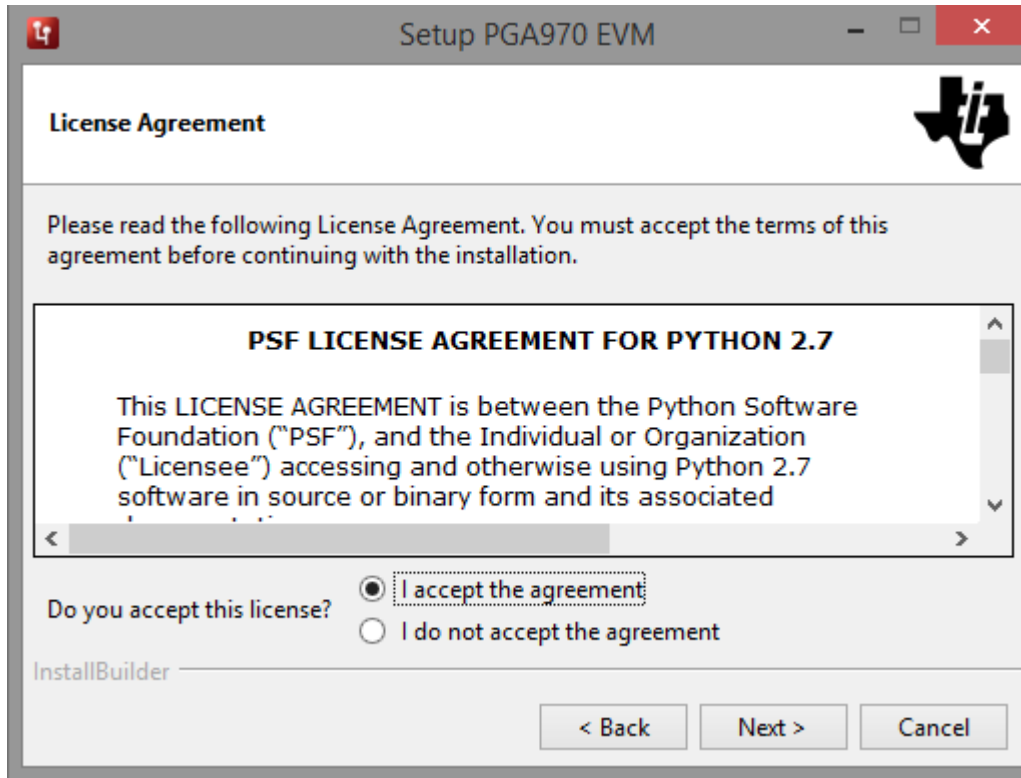 Setup PGA970 EVM
License Agreement
Please read the following License Agreement. You must accept the terms of this
agreement before continuing with the installation.
PSF LICENSE AGREEMENT FOR PYTHON 2.7
This LICENSE AGREEMENT is between the Python Software
Foundation (“PSF”), and the Individual or Organization
(“Licensee”) accessing and otherwise using Python 2.7
software in source or binary form and its associated
Do you accept this license?
I accept the agreement
I do not accept the agreement
InstallBuilder
< Back
Next >
Cancel